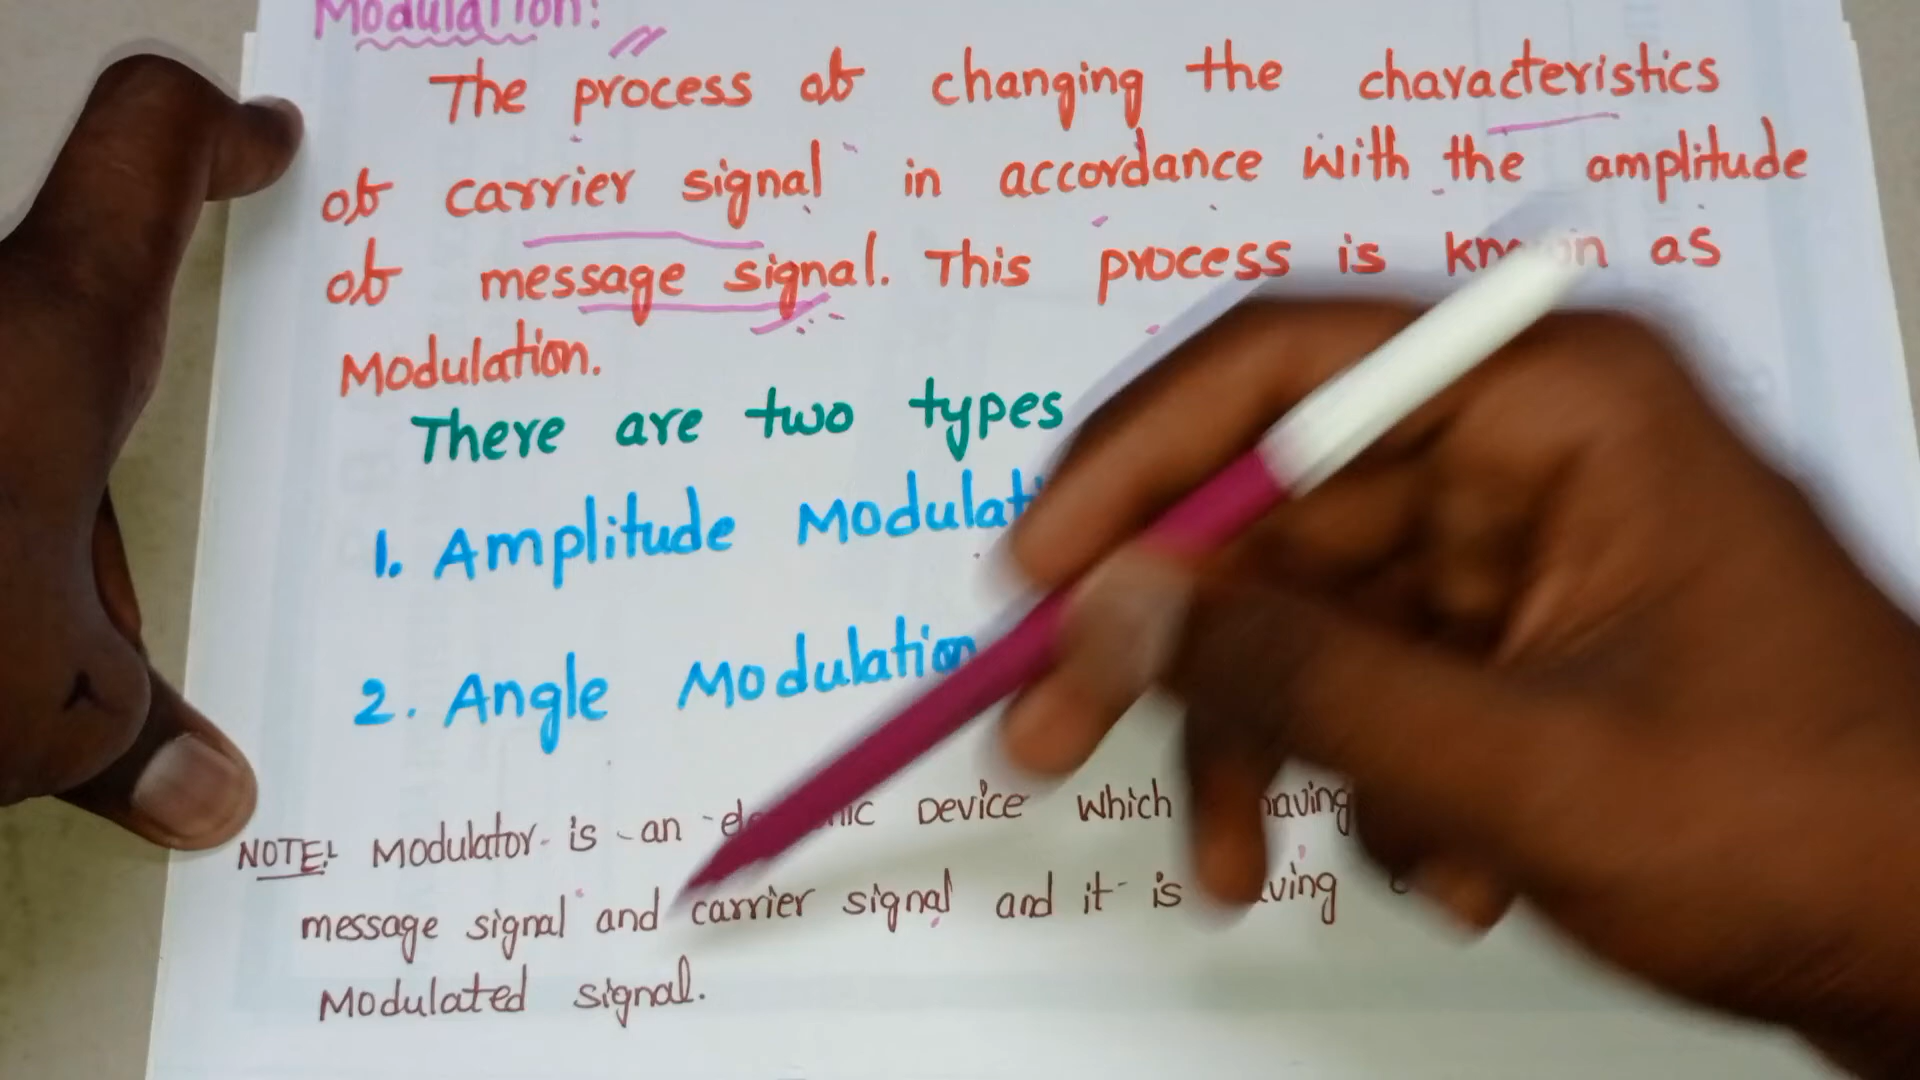 Modulation:
The process of changing the characteristics
of carrier signal in accordance with the amplitude
of message signal. This process is known as
Modulation.
There are two types
1. Amplitude
2. Angle Modulation
NOTE:- Modulator is an Device which having
message signal and carrier signal and it is
Modulated signal.